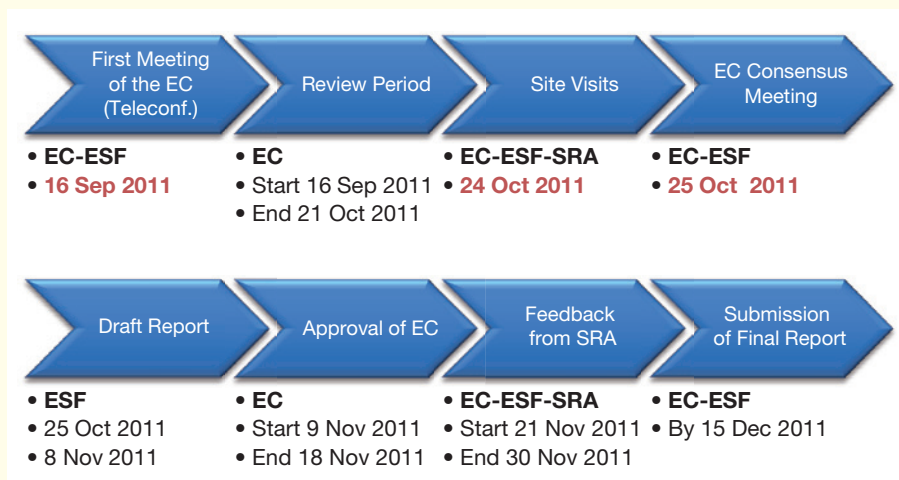 First Meeting
of the EC
(Teleconf.)
Review Period
Site Visits
EC Consensus
Meeting
• EC-ESF
• 16 Sep 2011
• EC
• Start 16 Sep 2011
• End 21 Oct 2011
• EC-ESF-SRA
• 24 Oct 2011
• EC-ESF
• 25 Oct 2011
Draft Report
Approval of EC
Feedback
from SRA
Submission
of Final Report
• ESF
• 25 Oct 2011
• 8 Nov 2011
• EC
• Start 9 Nov 2011
• End 18 Nov 2011
• EC-ESF-SRA
• Start 21 Nov 2011
• End 30 Nov 2011
• EC-ESF
• By 15 Dec 2011